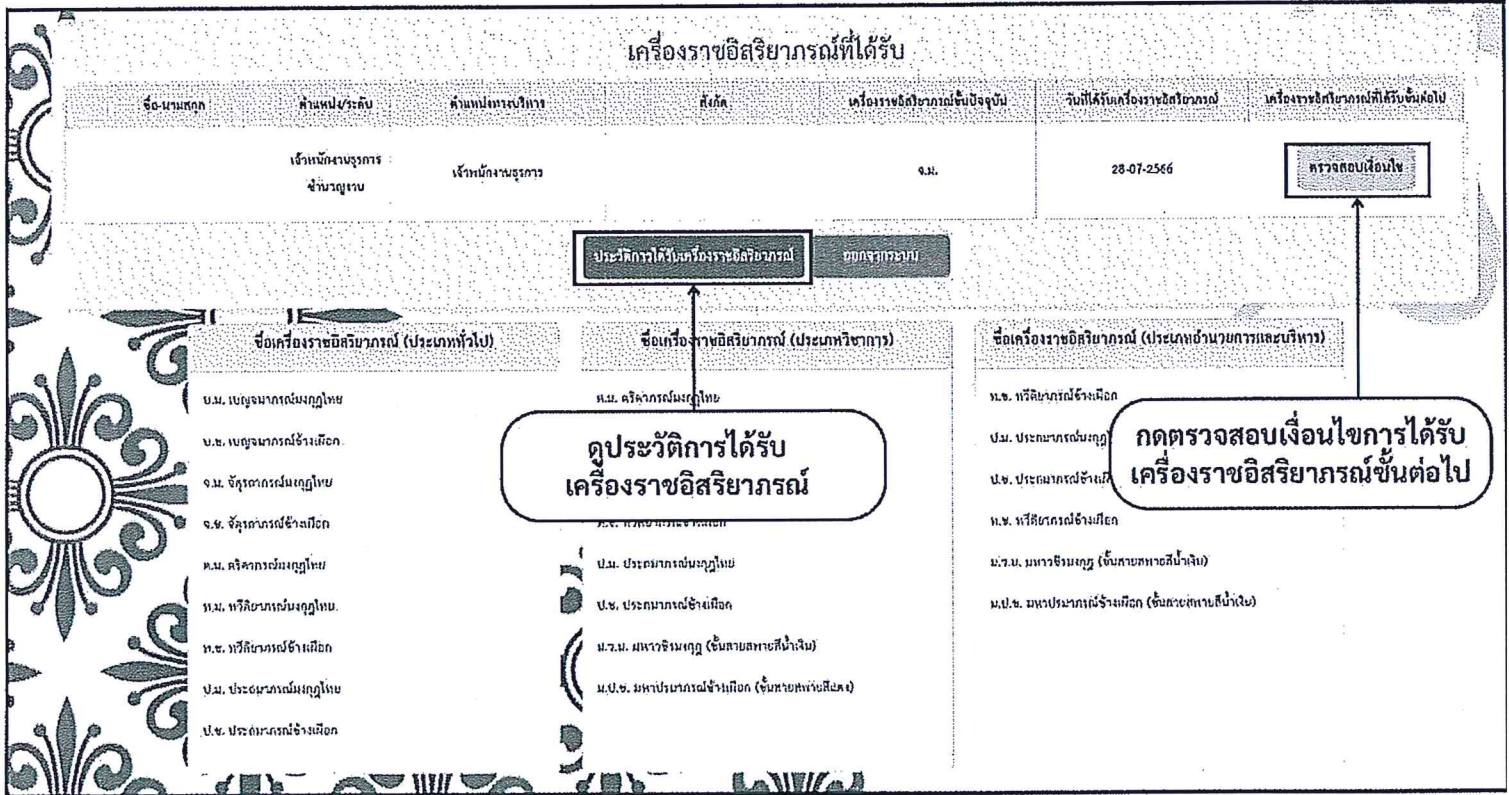 เครื่องราชอิสริยาภรณ์ที่ได้รับ
ชื่อ-นามสกุล ตำแหน่ง/ระดับ ตำแหน่งทางบริหาร สังกัด เครื่องราชอิสริยาภรณ์ชั้นปัจจุบัน วันที่ได้รับเครื่องราชอิสริยาภรณ์ เครื่องราชอิสริยาภรณ์ที่ได้รับชั้นต่อไป
เจ้าพนักงานธุรการ
ชำนาญงาน
เจ้าพนักงานธุรการ
จ.ม.
28-07-2566
ตรวจสอบเงื่อนไข
ประวัติการได้รับเครื่องราชอิสริยาภรณ์ ออกจากระบบ
ชื่อเครื่องราชอิสริยาภรณ์ (ประเภททั่วไป)
บ.ม. เบญจมาภรณ์มงกุฎไทย
บ.ช. เบญจมาภรณ์ช้างเผือก
จ.ม. จัตุรถาภรณ์มงกุฎไทย
จ.ช. จัตุรถาภรณ์ช้างเผือก
ต.ม. ตริตาภรณ์มงกุฎไทย
ท.ม. ทวีติยาภรณ์มงกุฎไทย
ท.ช. ทวีติยาภรณ์ช้างเผือก
ป.ม. ประถมาภรณ์มงกุฎไทย
ป.ช. ประถมาภรณ์ช้างเผือก
ชื่อเครื่องราชอิสริยาภรณ์ (ประเภทวิชาการ)
ต.ม. ตริตาภรณ์มงกุฎไทย
ดูประวัติการได้รับ
เครื่องราชอิสริยาภรณ์
ท.ช. ทวีติยาภรณ์ช้างเผือก
ป.ม. ประถมาภรณ์มงกุฎไทย
ป.ช. ประถมาภรณ์ช้างเผือก
ม.ว.ม. มหาวชิรมงกุฎ (ชั้นสายสพายสีน้ำเงิน)
ม.ป.ช. มหาปรมาภรณ์ช้างเผือก (ชั้นสายสพายสีแดง)
ชื่อเครื่องราชอิสริยาภรณ์ (ประเภทอำนวยการและบริหาร)
ท.ช. ทวีติยาภรณ์ช้างเผือก
ป.ม. ประถมาภรณ์มงกุฎ
ป.ช. ประถมาภรณ์ช้างเผื
กดตรวจสอบเงื่อนไขการได้รับ
เครื่องราชอิสริยาภรณ์ชั้นต่อไป
ท.ช. ทวีติยาภรณ์ช้างเผือก
ม.ว.ม. มหาวชิรมงกุฎ (ชั้นสายสพายสีน้ำเงิน)
ม.ป.ช. มหาปรมาภรณ์ช้างเผือก (ชั้นสายสพายสีน้ำเงิน)